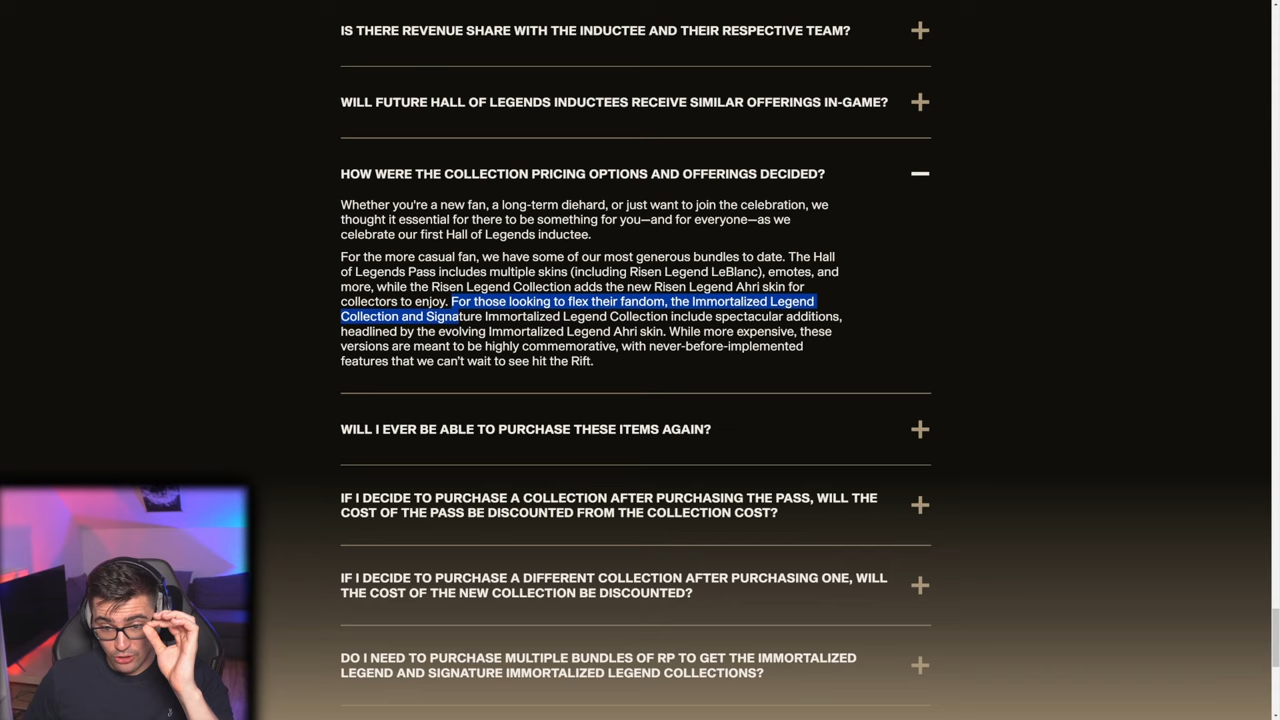 IS THERE REVENUE SHARE WITH THE INDUCTEE AND THEIR RESPECTIVE TEAM?
WILL FUTURE HALL OF LEGENDS INDUCTEES RECEIVE SIMILAR OFFERINGS IN-GAME?
HOW WERE THE COLLECTION PRICING OPTIONS AND OFFERINGS DECIDED?
Whether you're a new fan, a long-term diehard, or just want to join the celebration, we
thought it essential for there to be something for you—and for everyone—as we
celebrate our first Hall of Legends inductee.
For the more casual fan, we have some of our most generous bundles to date. The Hall
of Legends Pass includes multiple skins (including Risen Legend LeBlanc), emotes, and
more, while the Risen Legend Collection adds the new Risen Legend Ahri skin for
collectors to enjoy. For those looking to flex their fandom, the Immortalized Legend
Collection and Signature Immortalized Legend Collection include spectacular additions,
headlined by the evolving Immortalized Legend Ahri skin. While more expensive, these
versions are meant to be highly commemorative, with never-before-implemented
features that we can't wait to see hit the Rift.
WILL I EVER BE ABLE TO PURCHASE THESE ITEMS AGAIN?
IF I DECIDE TO PURCHASE A COLLECTION AFTER PURCHASING THE PASS, WILL THE
COST OF THE PASS BE DISCOUNTED FROM THE COLLECTION COST?
IF I DECIDE TO PURCHASE A DIFFERENT COLLECTION AFTER PURCHASING ONE, WILL
THE COST OF THE NEW COLLECTION BE DISCOUNTED?
DO I NEED TO PURCHASE MULTIPLE BUNDLES OF RP TO GET THE IMMORTALIZED
LEGEND AND SIGNATURE IMMORTALIZED LEGEND COLLECTIONS?